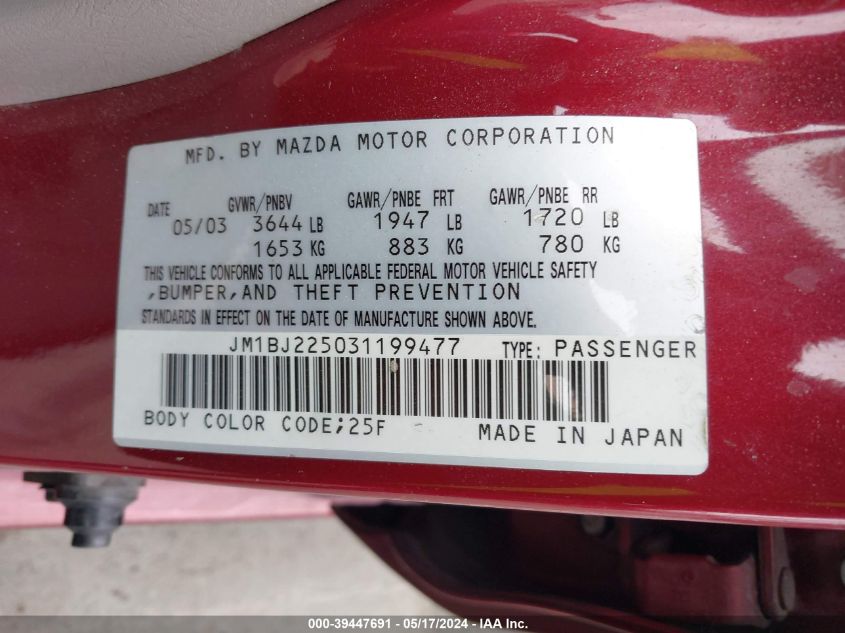 MFD. BY MAZDA MOTOR CORPORATION
DATE GVWR/PNBV GAWR/PNBE FRT GAWR/PNBE RR
05/03 3644 LB 1947 LB 1720 LB
1653 KG 883 KG 780 KG
THIS VEHICLE CONFORMS TO ALL APPLICABLE FEDERAL MOTOR VEHICLE SAFETY
,BUMPER,AND THEFT PREVENTION
STANDARDS IN EFFECT ON THE DATE OF MANUFACTURE SHOWN ABOVE.
JM1BJ225031199477 TYPE: PASSENGER
BODY COLOR CODE;25F MADE IN JAPAN
000-39447691 - 05/17/2024 - IAAI, Inc.